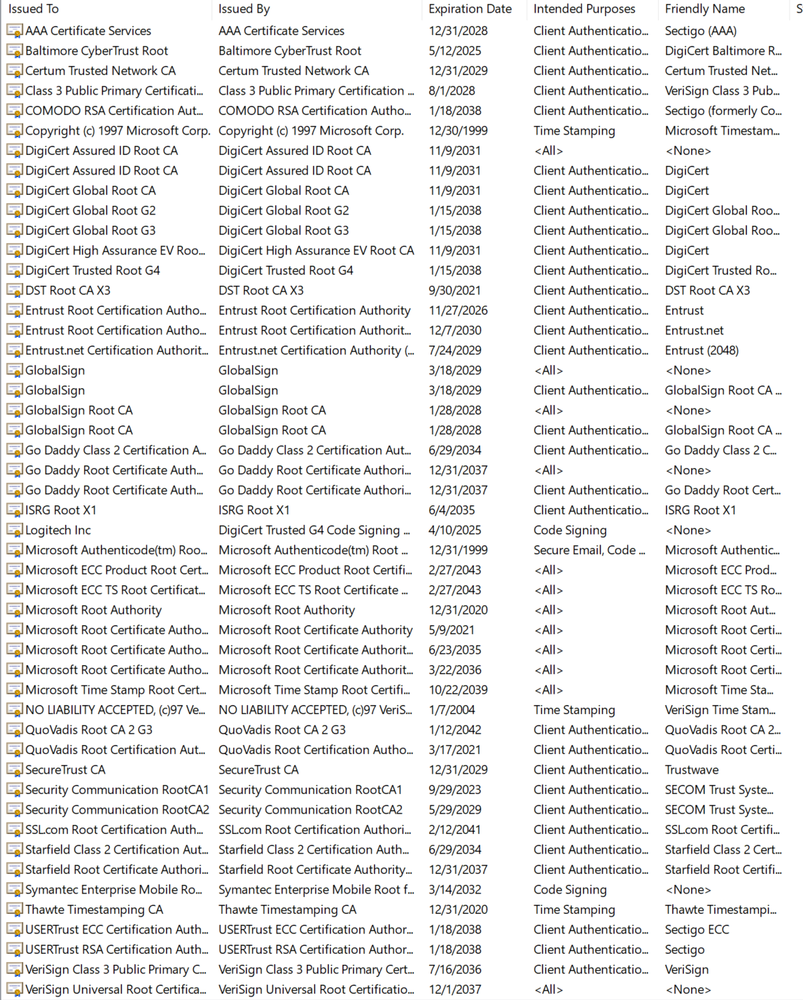 Issued To Issued By Expiration Date Intended Purposes Friendly Name S
AAA Certificate Services AAA Certificate Services 12/31/2028 Client Authenticatio... Sectigo (AAA)
Baltimore CyberTrust Root Baltimore CyberTrust Root 5/12/2025 Client Authenticatio... DigiCert Baltimore R...
Certum Trusted Network CA Certum Trusted Network CA 12/31/2029 Client Authenticatio... Certum Trusted Net...
Class 3 Public Primary Certificati... Class 3 Public Primary Certification ... 8/1/2028 Client Authenticatio... VeriSign Class 3 Pub...
COMODO RSA Certification Aut... COMODO RSA Certification Autho... 1/18/2038 Client Authenticatio... Sectigo (formerly Co...
Copyright (c) 1997 Microsoft Corp. Copyright (c) 1997 Microsoft Corp. 12/30/1999 Time Stamping Microsoft Timestam...
DigiCert Assured ID Root CA DigiCert Assured ID Root CA 11/9/2031 <All> <None>
DigiCert Assured ID Root CA DigiCert Assured ID Root CA 11/9/2031 Client Authenticatio... DigiCert
DigiCert Global Root CA DigiCert Global Root CA 11/9/2031 Client Authenticatio... DigiCert
DigiCert Global Root G2 DigiCert Global Root G2 1/15/2038 Client Authenticatio... DigiCert Global Roo...
DigiCert Global Root G3 DigiCert Global Root G3 1/15/2038 Client Authenticatio... DigiCert Global Roo...
DigiCert High Assurance EV Roo... DigiCert High Assurance EV Root CA 11/9/2031 Client Authenticatio... DigiCert
DigiCert Trusted Root G4 DigiCert Trusted Root G4 1/15/2038 Client Authenticatio... DigiCert Trusted Ro...
DST Root CA X3 DST Root CA X3 9/30/2021 Client Authenticatio... DST Root CA X3
Entrust Root Certification Autho... Entrust Root Certification Authority 11/27/2026 Client Authenticatio... Entrust
Entrust Root Certification Autho... Entrust Root Certification Authorit... 12/7/2030 Client Authenticatio... Entrust.net
Entrust.net Certification Authorit... Entrust.net Certification Authority (... 7/24/2029 Client Authenticatio... Entrust (2048)
GlobalSign GlobalSign 3/18/2029 <All> <None>
GlobalSign GlobalSign 3/18/2029 Client Authenticatio... GlobalSign Root CA ...
GlobalSign Root CA GlobalSign Root CA 1/28/2028 <All> <None>
GlobalSign Root CA GlobalSign Root CA 1/28/2028 Client Authenticatio... GlobalSign Root CA ...
Go Daddy Class 2 Certification A... Go Daddy Class 2 Certification Aut... 6/29/2034 Client Authenticatio... Go Daddy Class 2 C...
Go Daddy Root Certificate Auth... Go Daddy Root Certificate Authori... 12/31/2037 <All> <None>
Go Daddy Root Certificate Auth... Go Daddy Root Certificate Authori... 12/31/2037 Client Authenticatio... Go Daddy Root Cert...
ISRG Root X1 ISRG Root X1 6/4/2035 Client Authenticatio... ISRG Root X1
Logitech Inc DigiCert Trusted G4 Code Signing ... 4/10/2025 Code Signing <None>
Microsoft Authenticode(tm) Roo... Microsoft Authenticode(tm) Root ... 12/31/1999 Secure Email, Code ... Microsoft Authentic...
Microsoft ECC Product Root Cert... Microsoft ECC Product Root Certifi... 2/27/2043 <All> Microsoft ECC Prod...
Microsoft ECC TS Root Certificat... Microsoft ECC TS Root Certificate ... 2/27/2043 <All> Microsoft ECC TS Ro...
Microsoft Root Authority Microsoft Root Authority 12/31/2020 <All> Microsoft Root Aut...
Microsoft Root Certificate Autho... Microsoft Root Certificate Authority 5/9/2021 <All> Microsoft Root Certi...
Microsoft Root Certificate Autho... Microsoft Root Certificate Authorit... 6/23/2035 <All> Microsoft Root Certi...
Microsoft Root Certificate Autho... Microsoft Root Certificate Authorit... 3/22/2036 <All> Microsoft Root Certi...
Microsoft Time Stamp Root Cert... Microsoft Time Stamp Root Certifi... 10/22/2039 <All> Microsoft Time Sta...
NO LIABILITY ACCEPTED, (c)97 Ve... NO LIABILITY ACCEPTED, (c)97 VeriS... 1/7/2004 Time Stamping VeriSign Time Stam...
QuoVadis Root CA 2 G3 QuoVadis Root CA 2 G3 1/12/2042 Client Authenticatio... QuoVadis Root CA 2...
QuoVadis Root Certification Aut... QuoVadis Root Certification Autho... 3/17/2021 Client Authenticatio... QuoVadis Root Certi...
SecureTrust CA SecureTrust CA 12/31/2029 Client Authenticatio... Trustwave
Security Communication RootCA1 Security Communication RootCA1 9/29/2023 Client Authenticatio... SECOM Trust Syste...
Security Communication RootCA2 Security Communication RootCA2 5/29/2029 Client Authenticatio... SECOM Trust Syste...
SSL.com Root Certification Auth... SSL.com Root Certification Authori... 2/12/2041 Client Authenticatio... SSL.com Root Certifi...
Starfield Class 2 Certification Aut... Starfield Class 2 Certification Auth... 6/29/2034 Client Authenticatio... Starfield Class 2 Cert...
Starfield Root Certificate Authori... Starfield Root Certificate Authority... 12/31/2037 Client Authenticatio... Starfield Root Certifi...
Symantec Enterprise Mobile Ro... Symantec Enterprise Mobile Root f... 3/14/2032 Code Signing <None>
Thawte Timestamping CA Thawte Timestamping CA 12/31/2020 Time Stamping Thawte Timestampi...
USERTrust ECC Certification Auth... USERTrust ECC Certification Author... 1/18/2038 Client Authenticatio... Sectigo ECC
USERTrust RSA Certification Auth... USERTrust RSA Certification Author... 1/18/2038 Client Authenticatio... Sectigo
VeriSign Class 3 Public Primary C... VeriSign Class 3 Public Primary Cert... 7/16/2036 Client Authenticatio... VeriSign
VeriSign Universal Root Certifica... VeriSign Universal Root Certificatio... 12/1/2037 <All> <None>